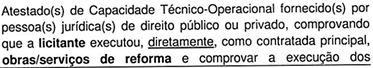 Atestado(s) de Capacidade Técnico-Operacional fornecido(s) por
pessoa(s) jurídica(s) de direito público ou privado, comprovando
que a licitante executou, diretamente, como contratada principal,
obras/serviços de reforma e comprovar a execução dos